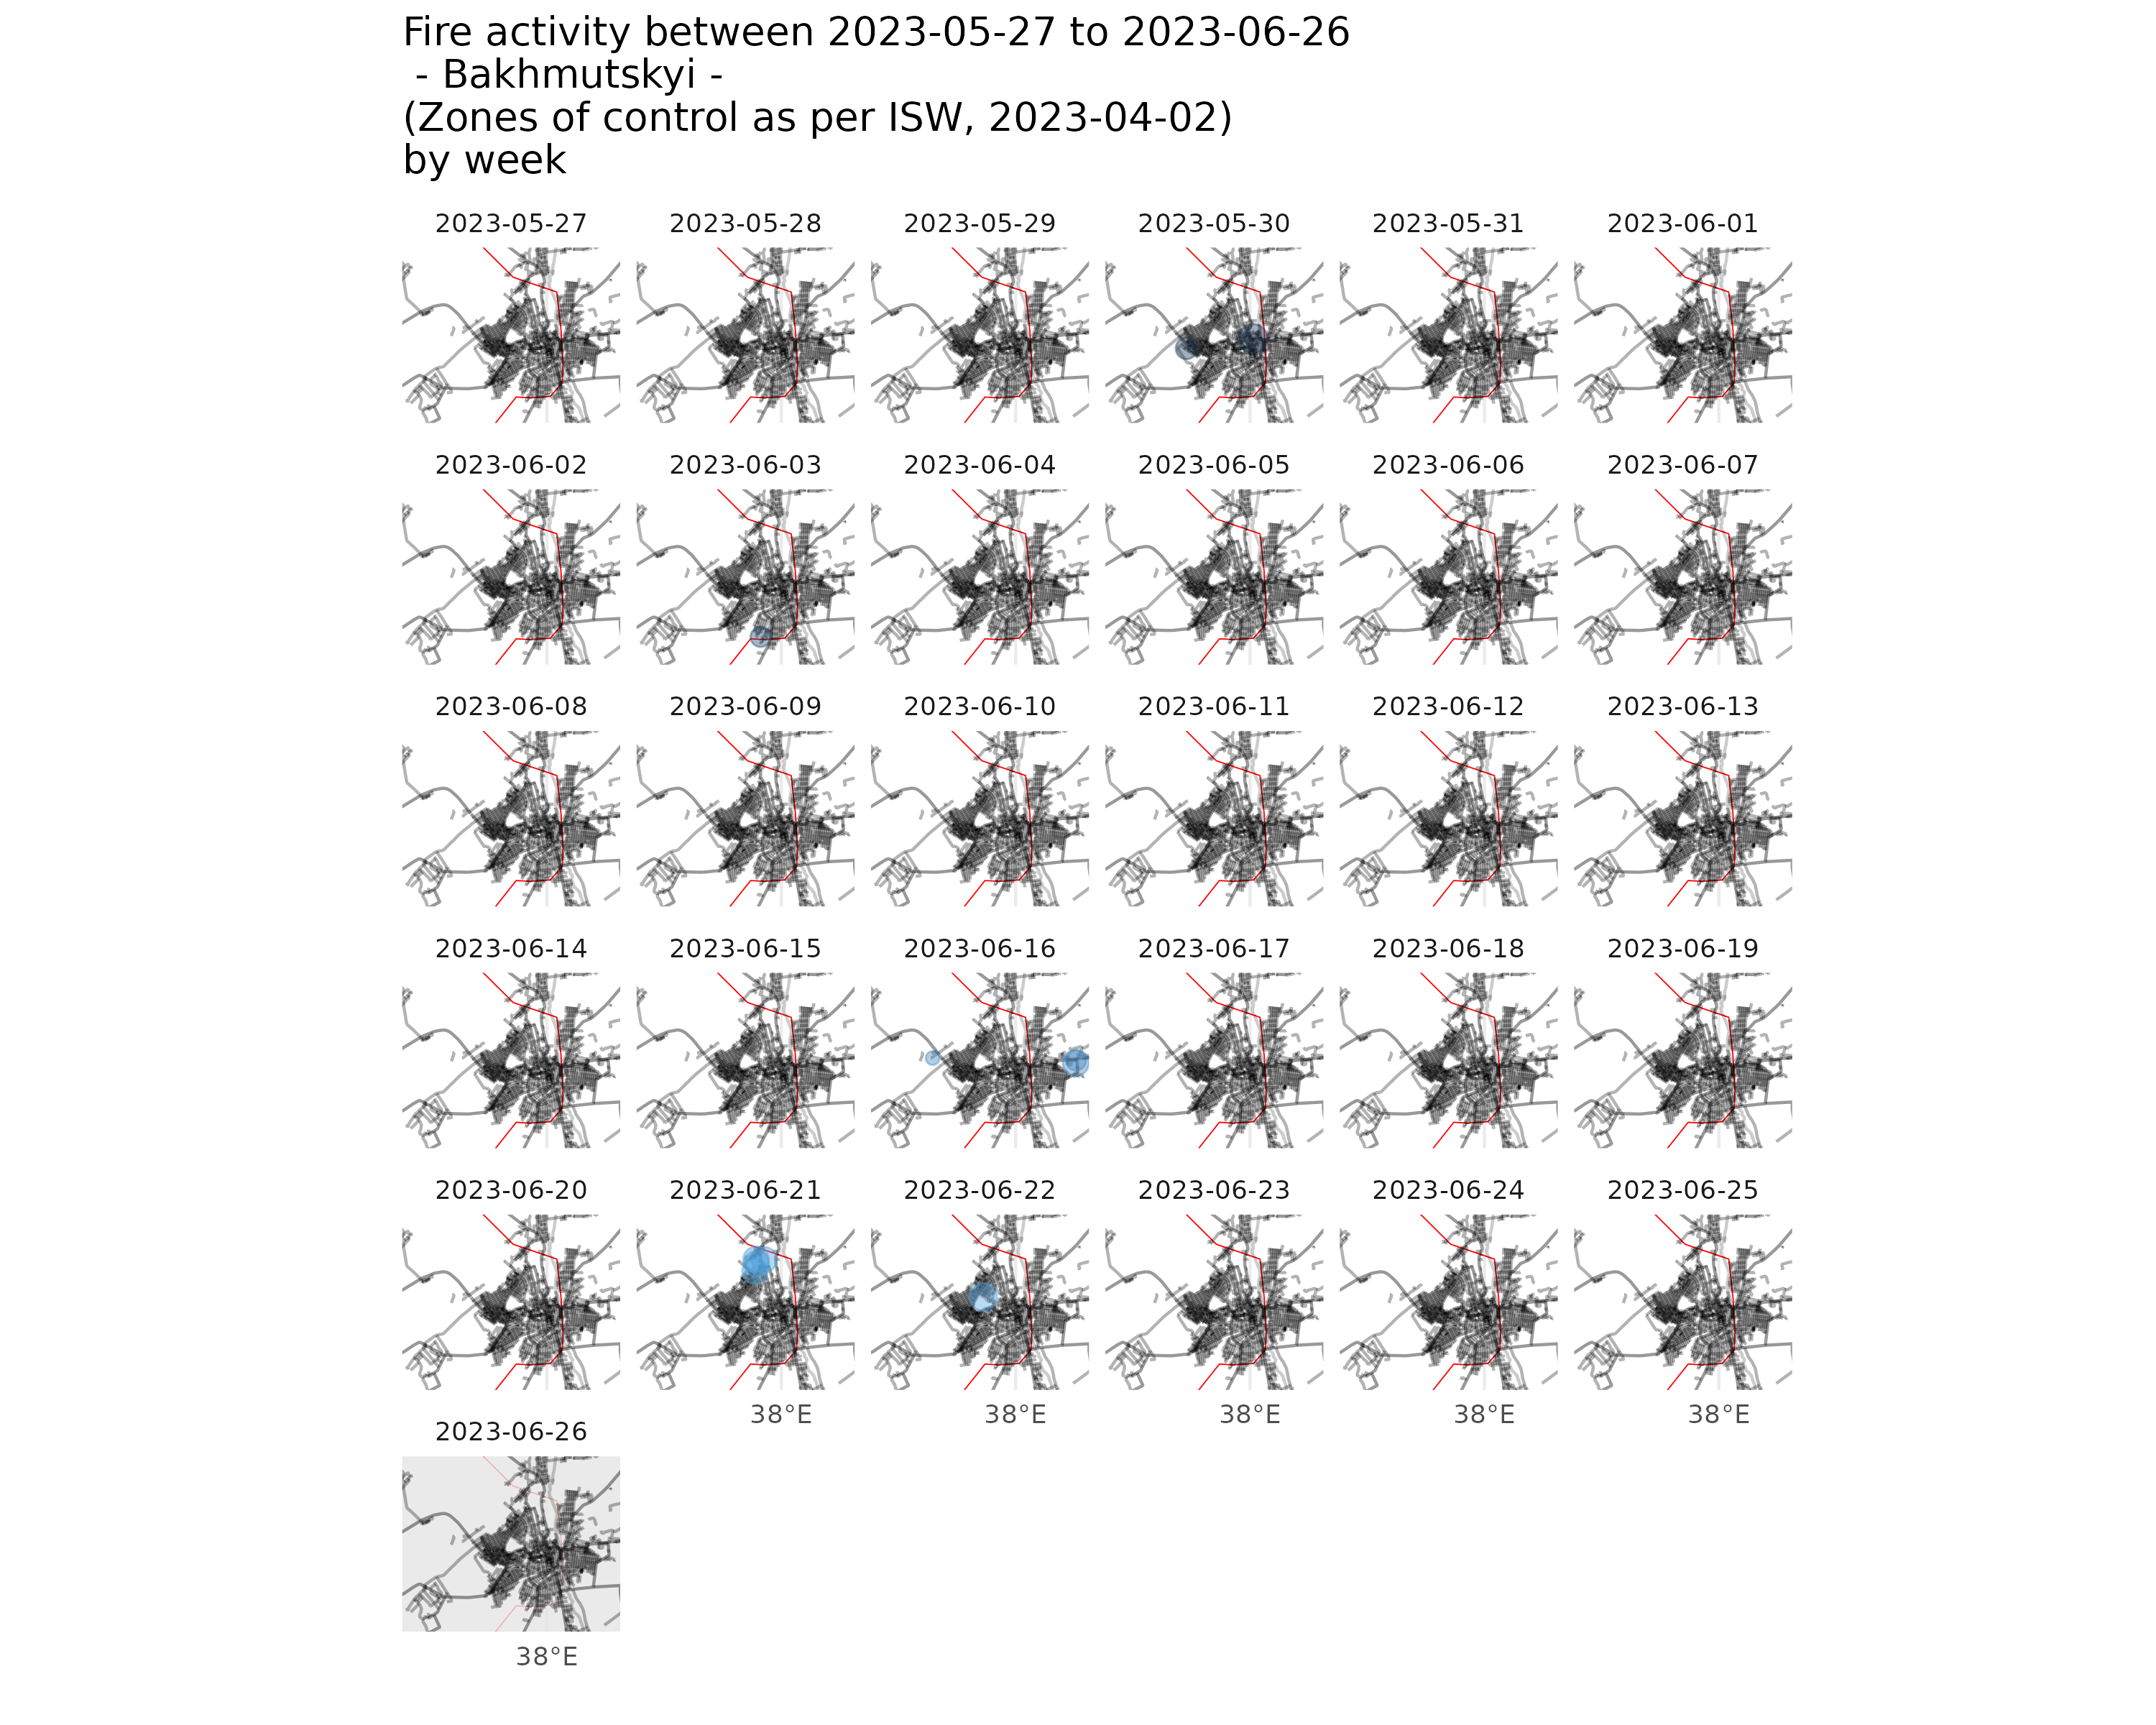 Fire activity between 2023-05-27 to 2023-06-26
- Bakhmutskyi -
(Zones of control as per ISW, 2023-04-02)
by week
2023-05-27 2023-05-28 2023-05-29 2023-05-30 2023-05-31 2023-06-01
2023-06-02 2023-06-03 2023-06-04 2023-06-05 2023-06-06 2023-06-07
2023-06-08 2023-06-09 2023-06-10 2023-06-11 2023-06-12 2023-06-13
2023-06-14 2023-06-15 2023-06-16 2023-06-17 2023-06-18 2023-06-19
2023-06-20 2023-06-21 2023-06-22 2023-06-23 2023-06-24 2023-06-25
38°E 38°E 38°E 38°E 38°E
2023-06-26
38°E